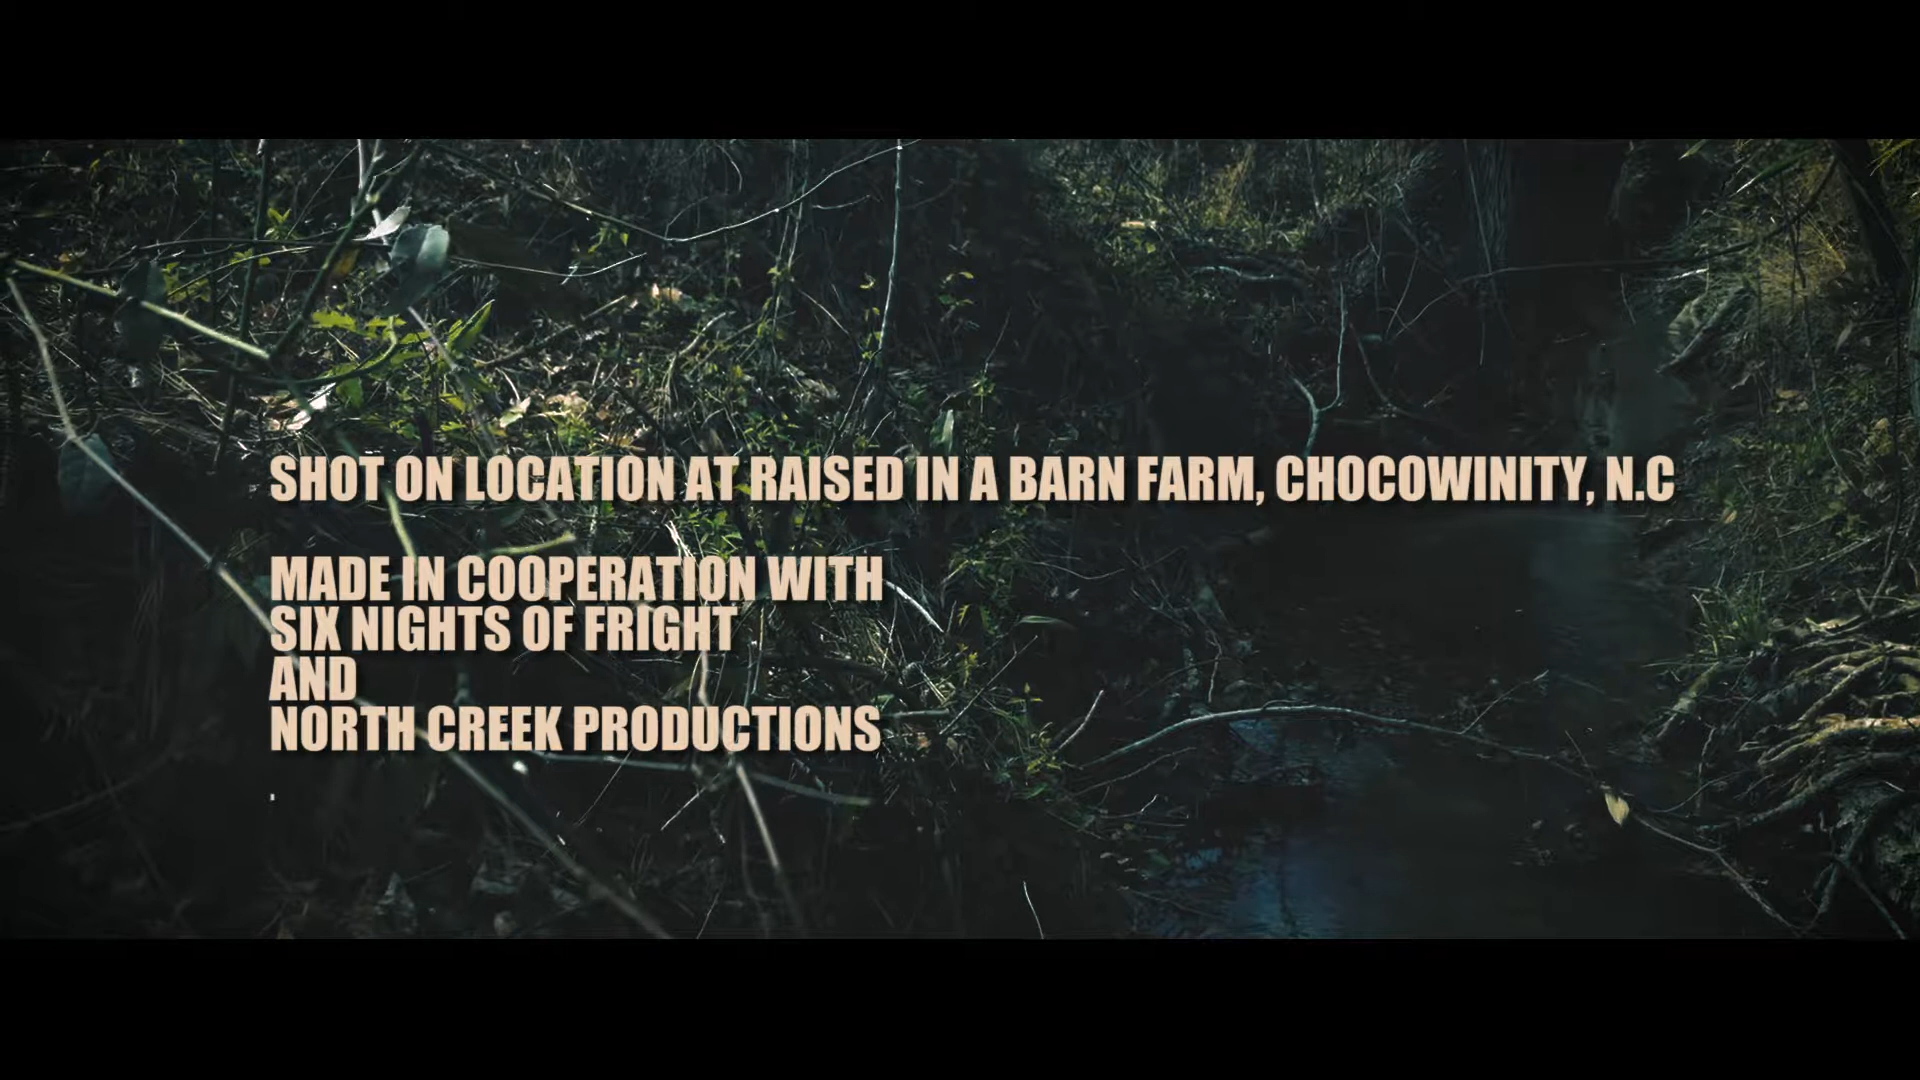 SHOT ON LOCATION AT RAISED IN A BARN FARM, CHOCOWINITY, N.C
MADE IN COOPERATION WITH
SIX NIGHTS OF FRIGHT
AND
NORTH CREEK PRODUCTIONS
.